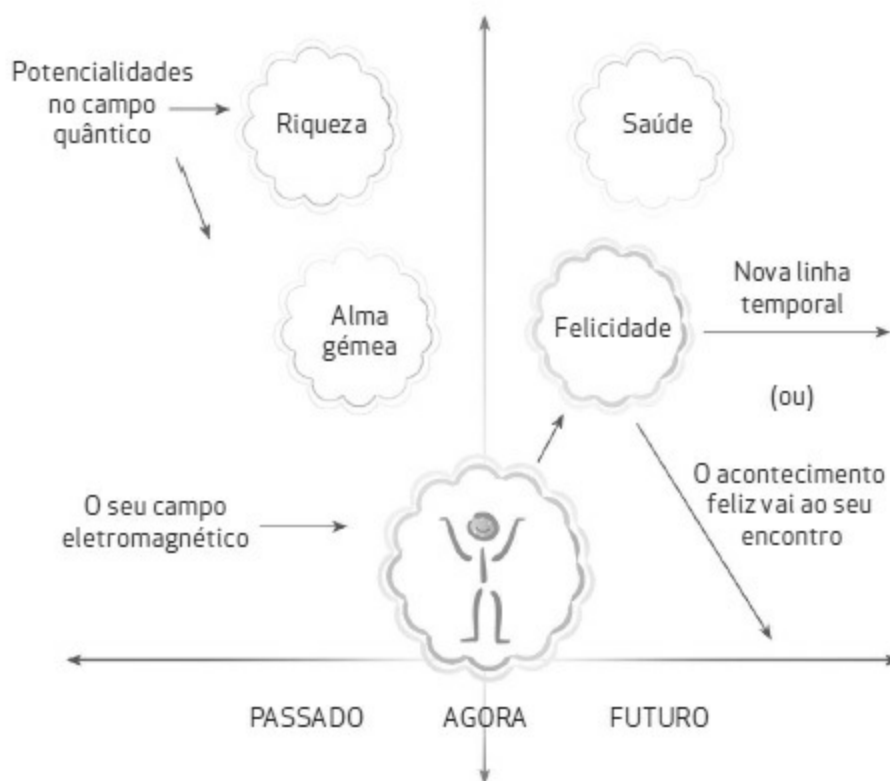 Potencialidades
no campo
quântico
Riqueza
Saúde
Alma
gémea
Felicidade
Nova linha
temporal
(ou)
O acontecimento
feliz vai ao seu
encontro
O seu campo
eletromagnético
PASSADO
AGORA
FUTURO